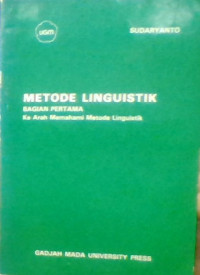 UGM
SUDARYANTO
METODE LINGUISTIK
BAGIAN PERTAMA
Ke Arah Memahami Metode Linguistik
GADJAH MADA UNIVERSITY PRESS